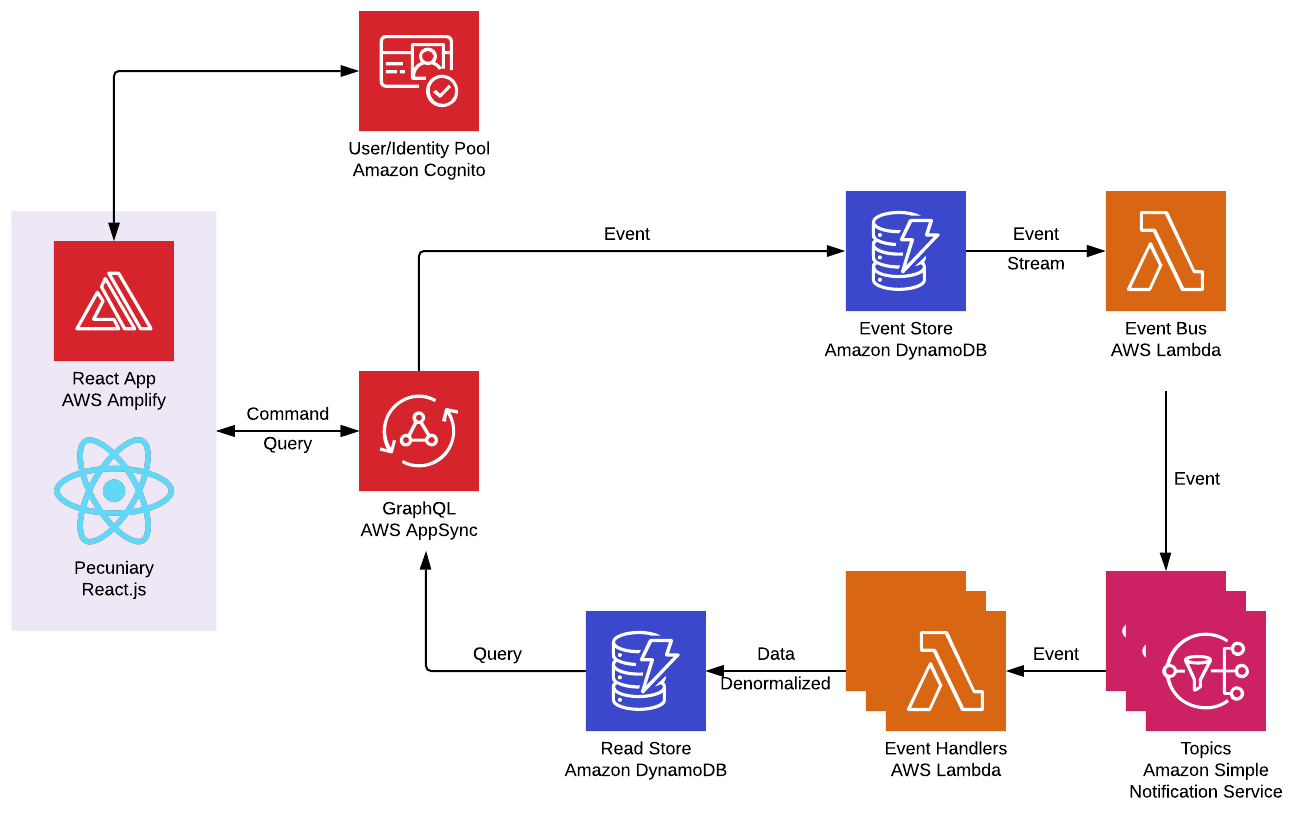 User/Identity Pool
Amazon Cognito
Event
Event
Stream
Event Store
Amazon DynamoDB
Event Bus
AWS Lambda
React App
AWS Amplify
Command
Query
GraphQL
AWS AppSync
Event
Pecuniary
React.js
Query
Data
Denormalized
Event
Read Store
Amazon DynamoDB
Event Handlers
AWS Lambda
Topics
Amazon Simple
Notification Service